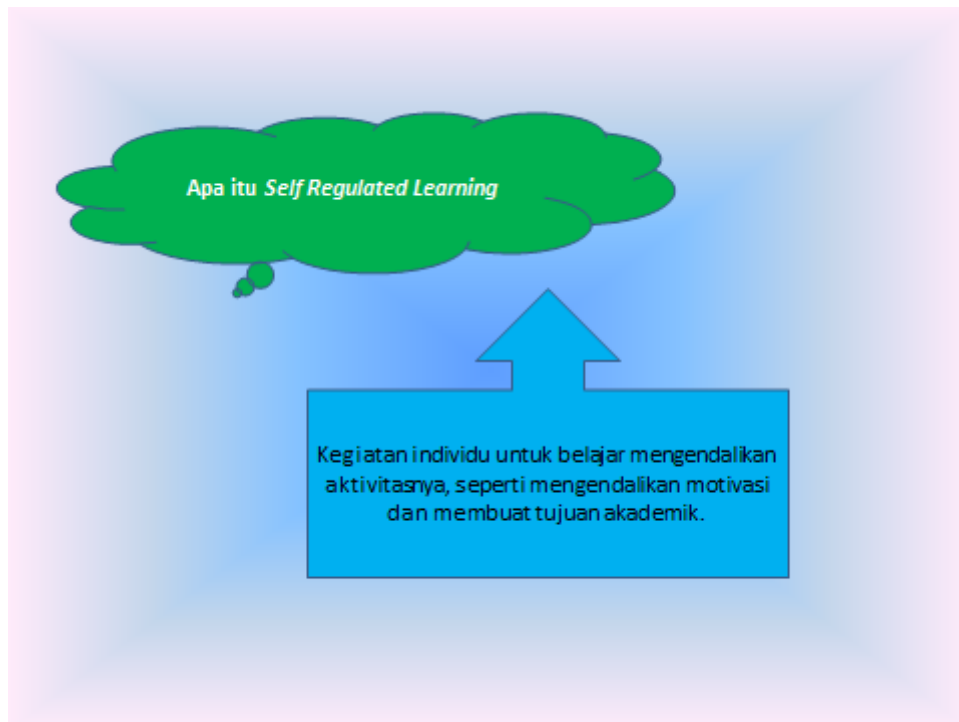 Apa itu Self Regulated Learning
Kegiatan individu untuk belajar mengendalikan
aktivitasnya, seperti mengendalikan motivasi
dan membuat tujuan akademik.